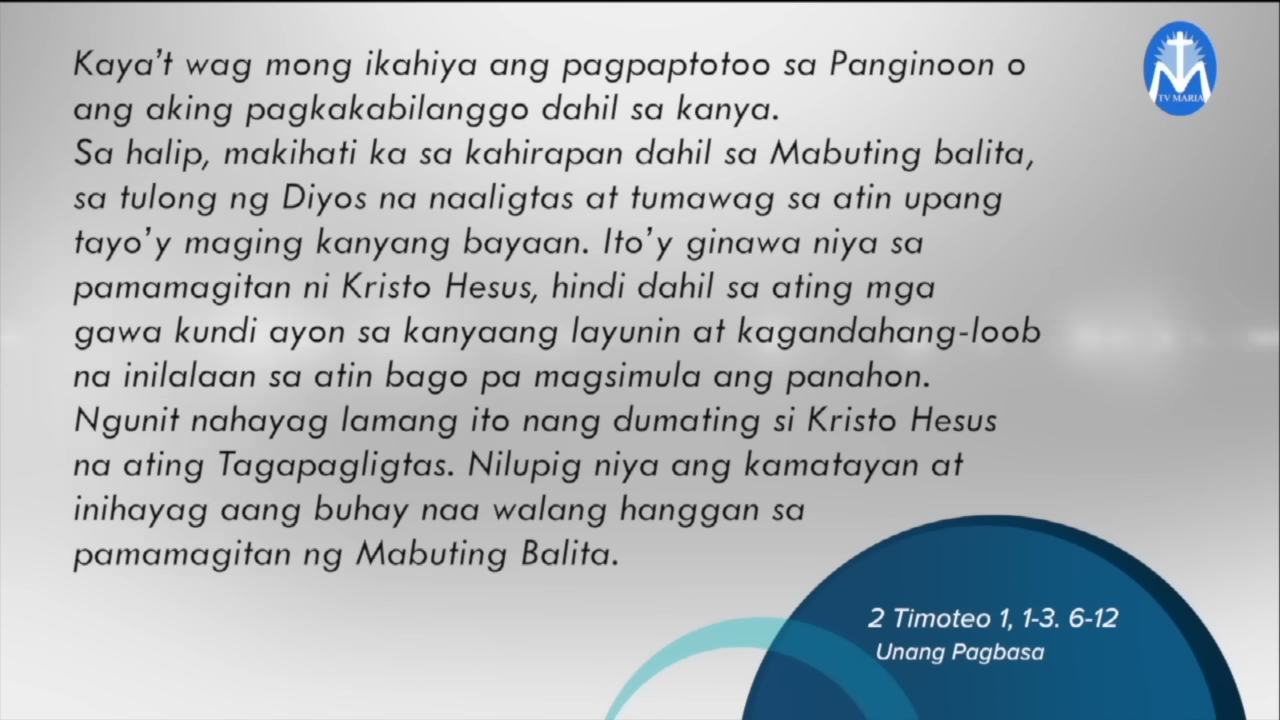 Kaya't wag mong ikahiya ang pagpaptotoo sa Panginoon o
ang aking pagkakabilanggo dahil sa kanya.
Sa halip, makihati ka sa kahirapan dahil sa Mabuting balita,
sa tulong ng Diyos na naaligtas at tumawag sa atin upang
tayo'y maging kanyang bayaan. Ito'y ginawa niya sa
pamamagitan ni Kristo Hesus, hindi dahil sa ating mga
gawa kundi ayon sa kanyaang layunin at kagandahang-loob
na inilalaan sa atin bago pa magsimula ang panahon.
Ngunit nahayag lamang ito nang dumating si Kristo Hesus
na ating Tagapagligtas. Nilupig niya ang kamatayan at
inihayag aang buhay naa walang hanggan sa
pamamagitan ng Mabuting Balita.
TV MARIA
2 Timoteo 1, 1-3. 6-12
Unang Pagbasa